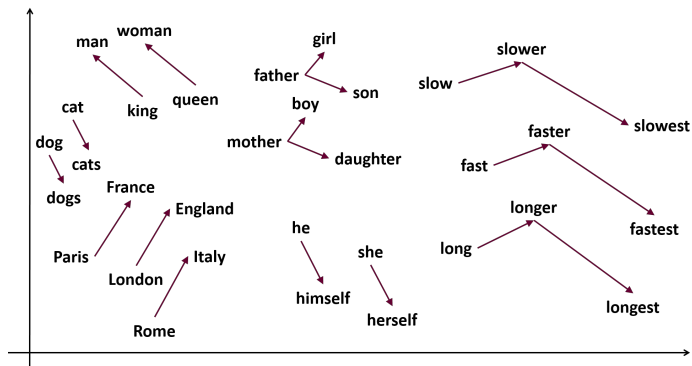 woman
man
girl
slower
father
slow
son
queen
cat
king
boy
slowest
faster
dog
mother
cats
daughter
fast
France
dogs
England
longer
he
fastest
long
she
Paris
Italy
London
himself
longest
herself
Rome